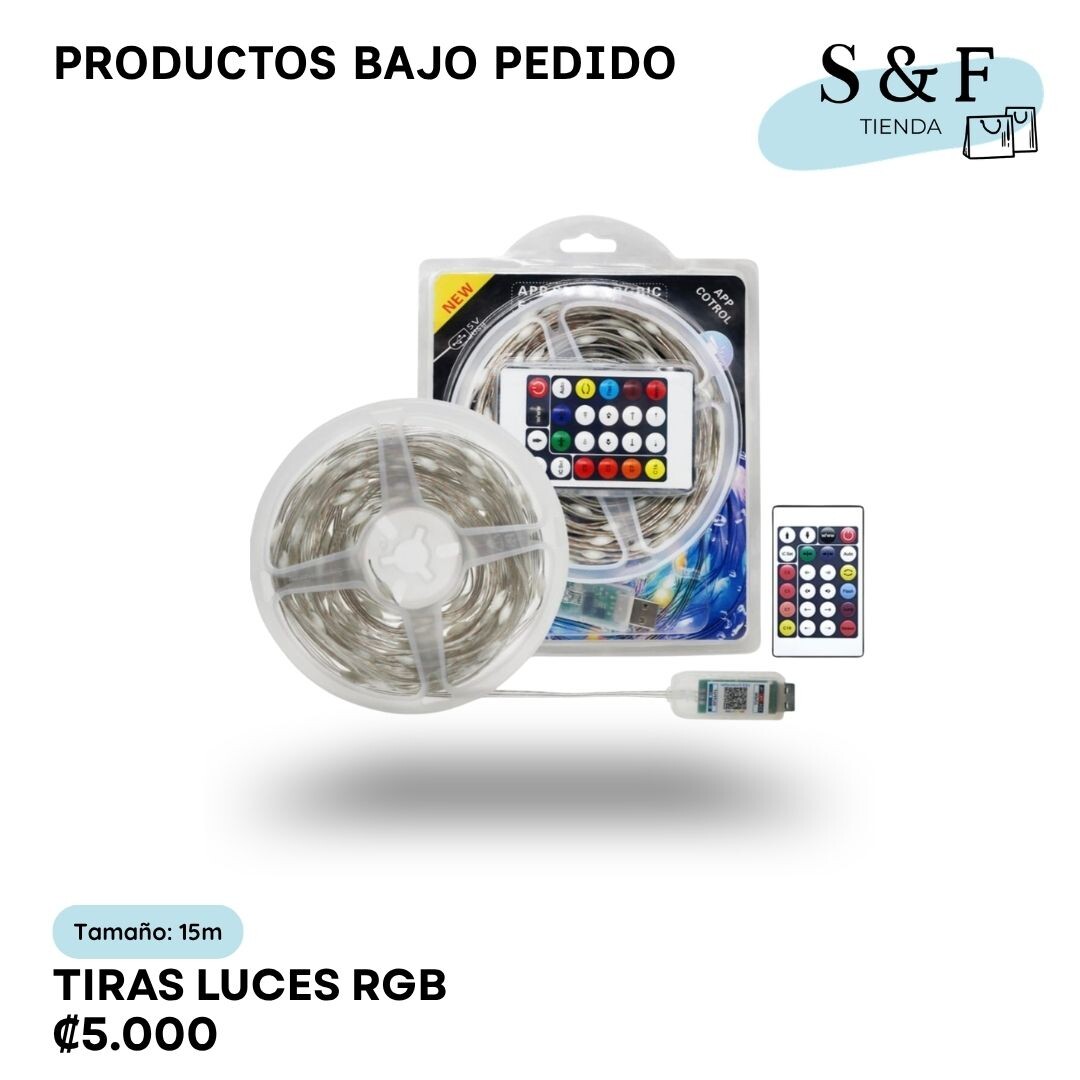 PRODUCTOS BAJO PEDIDO
S & F
TIENDA
NEW
APP
COTROL
5V
Tamaño: 15m
TIRAS LUCES RGB
₡5.000